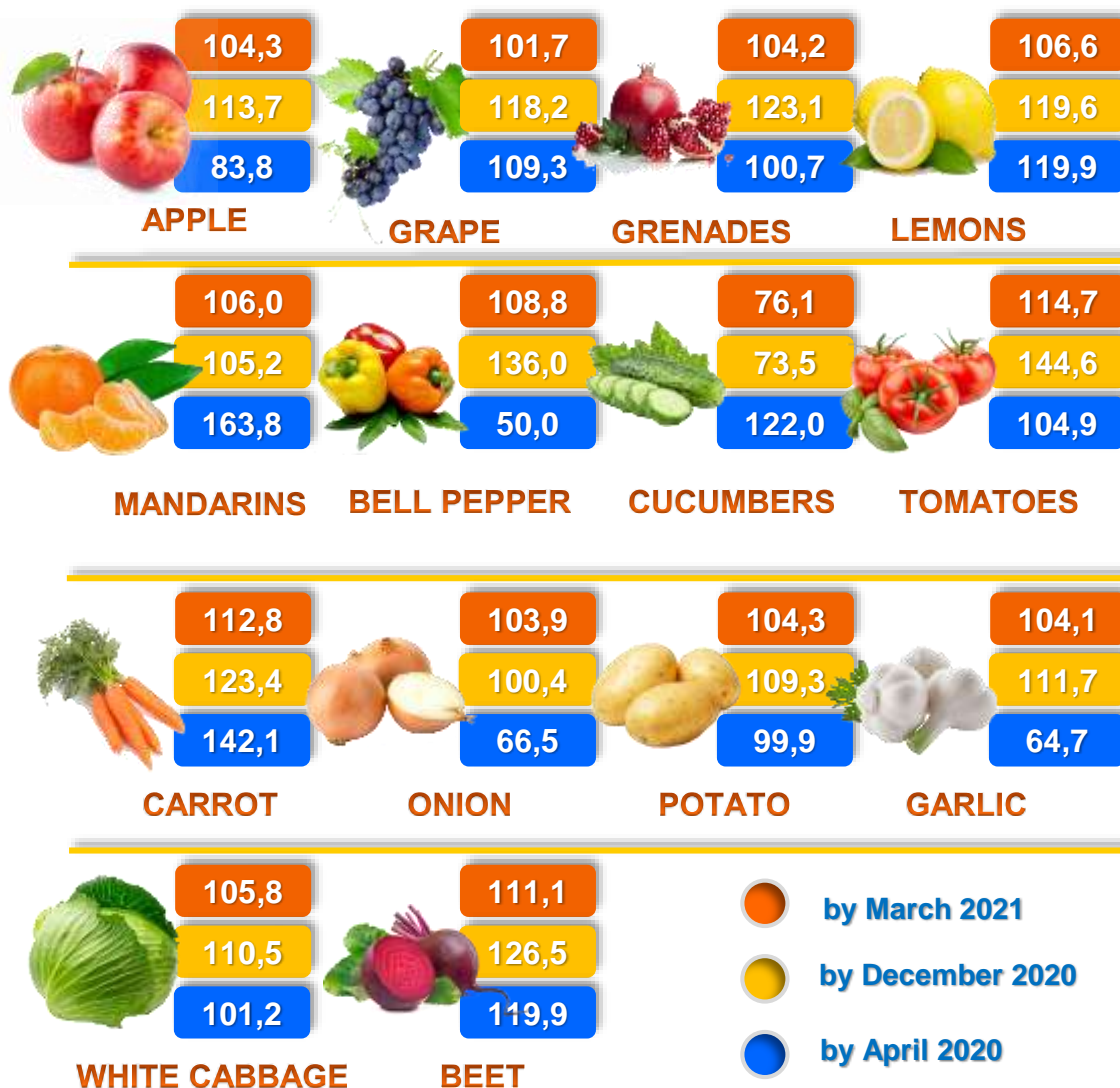 104,3
113,7
83,8
APPLE
101,7
118,2
109,3
GRAPE
104,2
123,1
100,7
GRENADES
106,6
119,6
119,9
LEMONS
106,0
105,2
163,8
MANDARINS
108,8
136,0
50,0
BELL PEPPER
76,1
73,5
122,0
CUCUMBERS
114,7
144,6
104,9
TOMATOES
112,8
123,4
142,1
CARROT
103,9
100,4
66,5
ONION
104,3
109,3
99,9
POTATO
104,1
111,7
64,7
GARLIC
105,8
110,5
101,2
WHITE CABBAGE
111,1
126,5
119,9
BEET
by March 2021
by December 2020
by April 2020